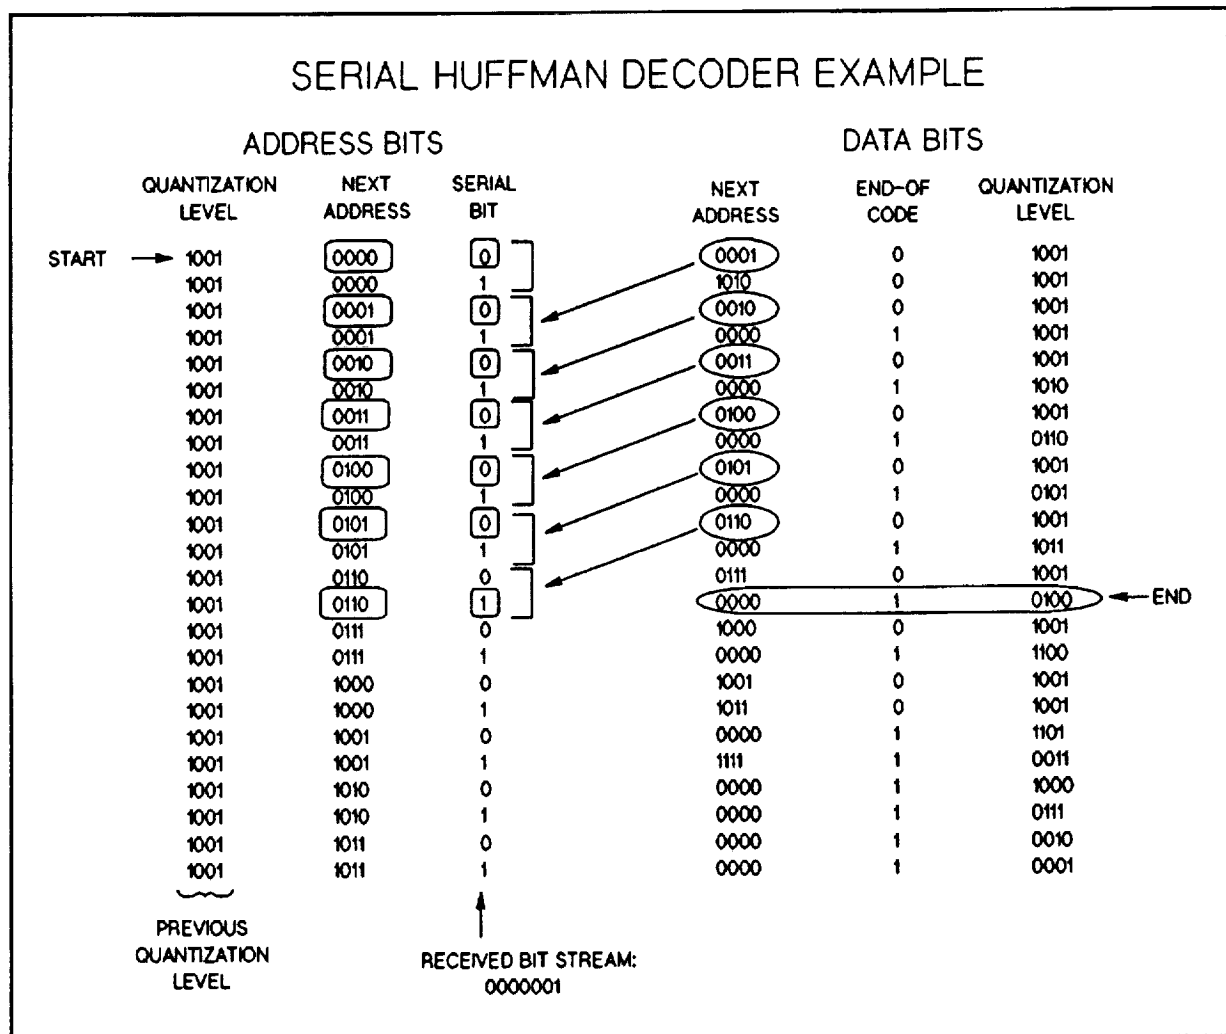 SERIAL HUFFMAN DECODER EXAMPLE
ADDRESS BITS DATA BITS
QUANTIZATION LEVEL NEXT ADDRESS SERIAL BIT NEXT ADDRESS END-OF CODE QUANTIZATION LEVEL
START 1001 0000 0 0001 0 1001
1001 0000 1 1010 0 1001
1001 0001 0 0010 0 1001
1001 0001 1 0000 1 1001
1001 0010 0 0011 0 1001
1001 0010 1 0000 1 1010
1001 0011 0 0100 0 1001
1001 0011 1 0000 1 0110
1001 0100 0 0101 0 1001
1001 0100 1 0000 1 0101
1001 0101 0 0110 0 1001
1001 0101 1 0000 1 1011
1001 0110 0 0111 0 1001
1001 0110 1 0000 1 0100 END
1001 0111 0 1000 0 1001
1001 0111 1 0000 1 1100
1001 1000 0 1001 0 1001
1001 1000 1 1011 0 1001
1001 1001 0 0000 1 1101
1001 1001 1 1111 1 0011
1001 1010 0 0000 1 1000
1001 1010 1 0000 1 0111
1001 1011 0 0000 1 0010
1001 1011 1 0000 1 0001
PREVIOUS
QUANTIZATION
LEVEL
RECEIVED BIT STREAM:
0000001